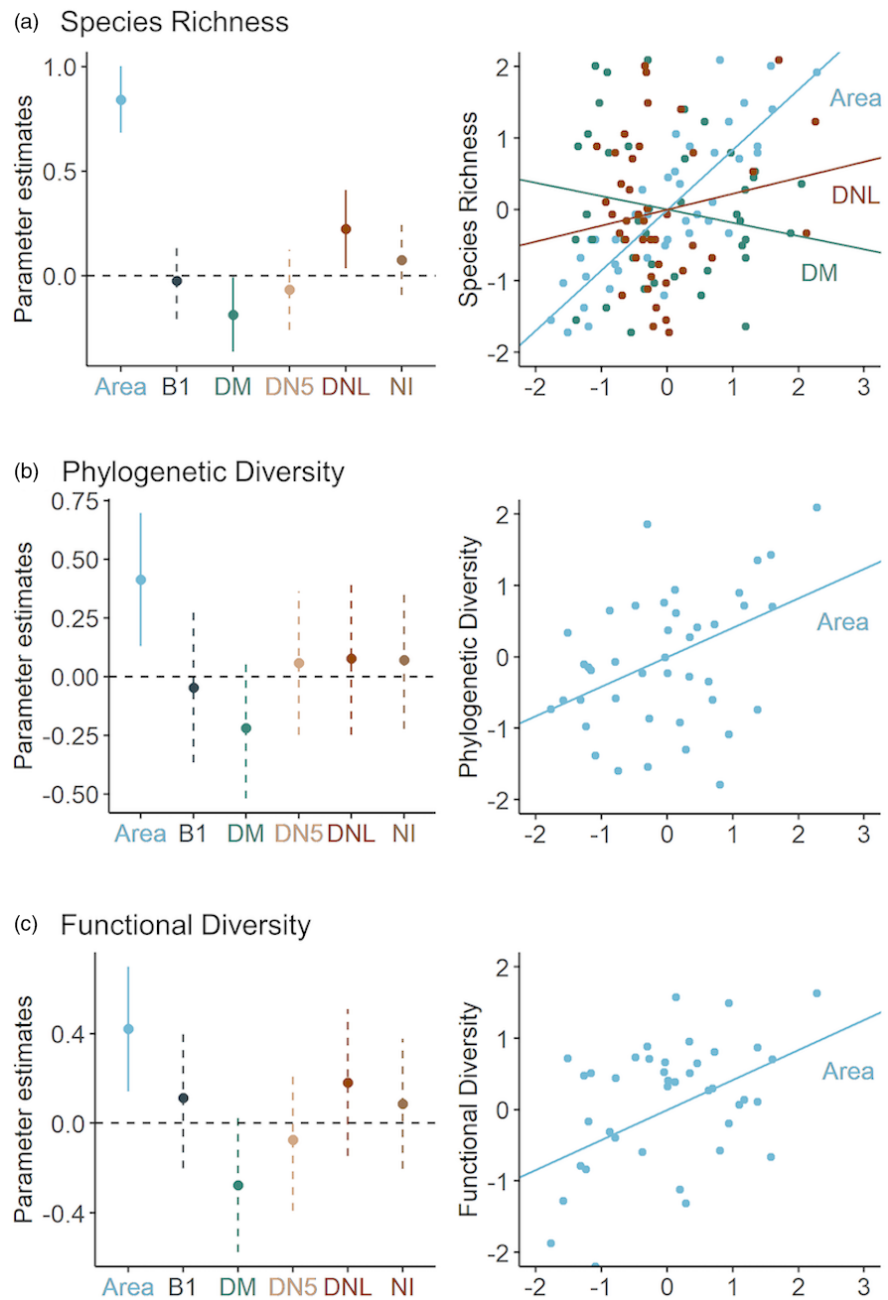 (a) Species Richness
Parameter estimates
1.0
0.5
0.0
Area B1 DM DN5 DNL NI
Species Richness
2
1
0
-1
-2
Area
DNL
DM
-2 -1 0 1 2 3
(b) Phylogenetic Diversity
Parameter estimates
0.75
0.50
0.25
0.00
-0.25
-0.50
Area B1 DM DN5 DNL NI
Phylogenetic Diversity
2
1
0
-1
-2
Area
-2 -1 0 1 2 3
(c) Functional Diversity
Parameter estimates
0.4
0.0
-0.4
Area B1 DM DN5 DNL NI
Functional Diversity
2
1
0
-1
-2
Area
-2 -1 0 1 2 3